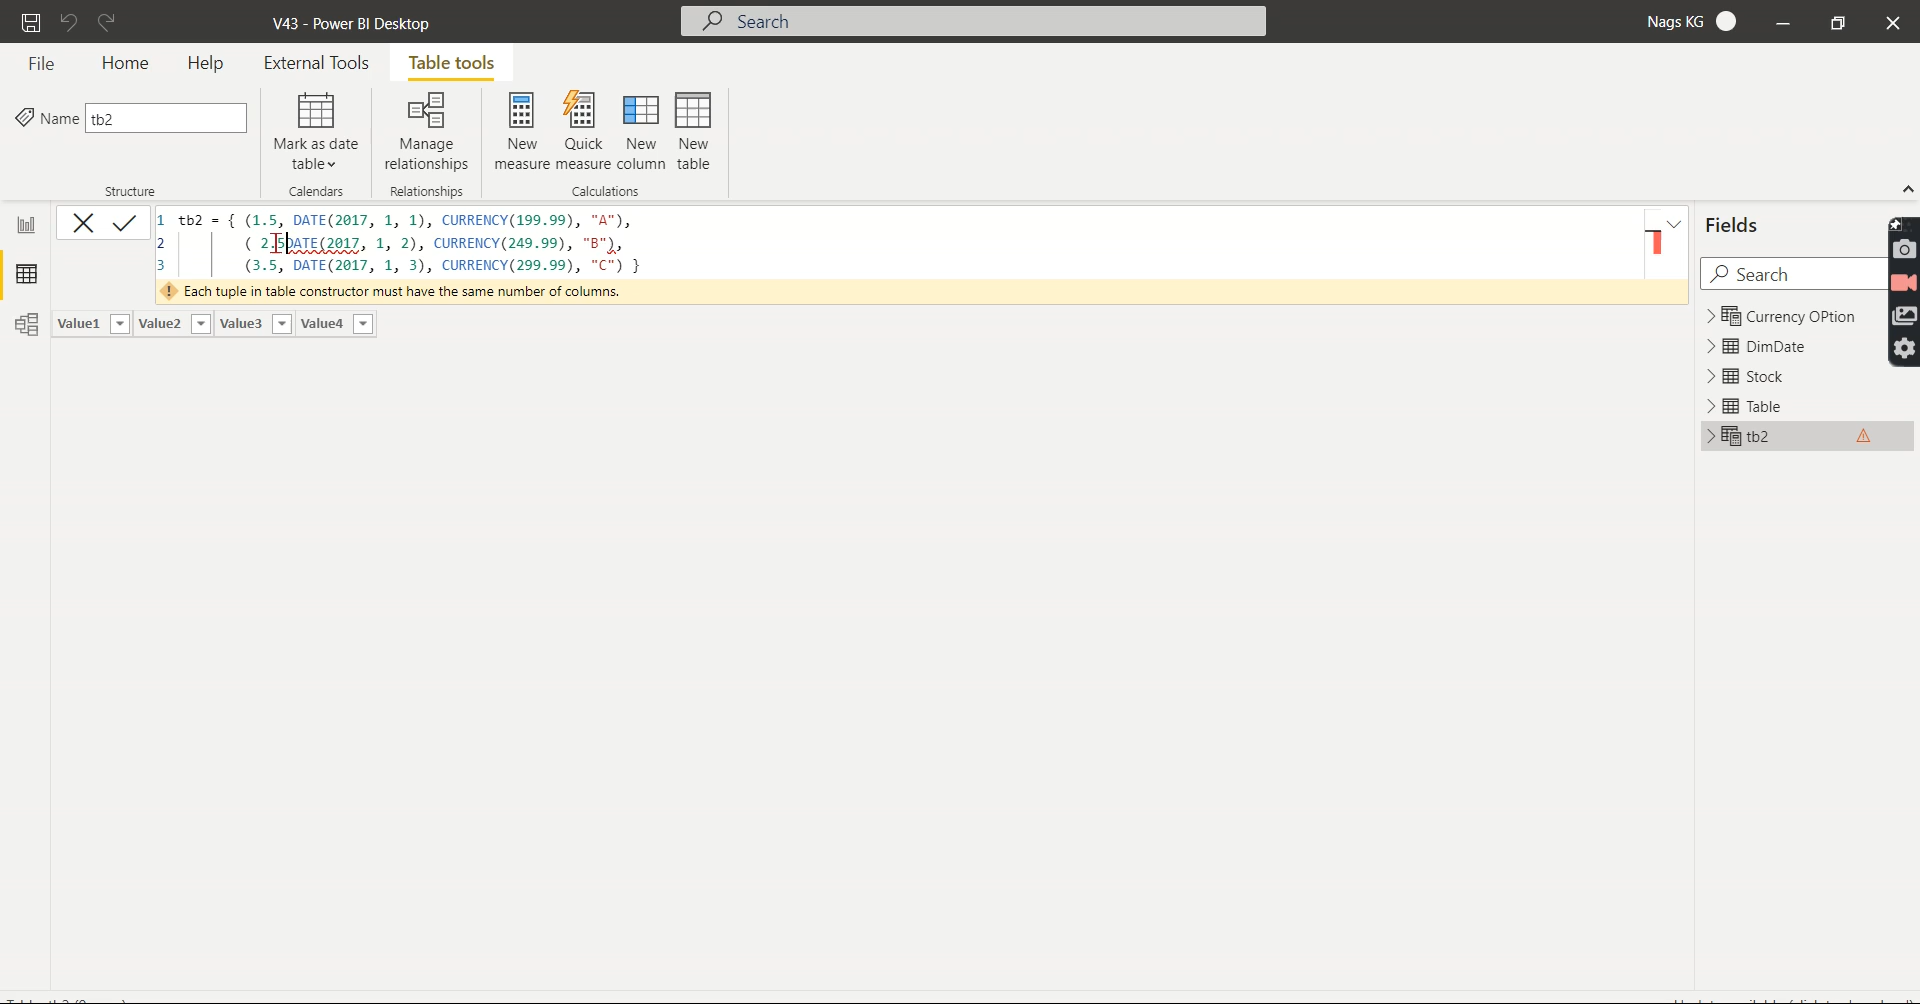 V43 - Power BI Desktop
Search
Nags KG
File
Home
Help
External Tools
Table tools
Name
tb2
Mark as date
table
Manage
relationships
New
measure
Quick
measure
New
column
New
table
Structure
Calendars
Relationships
Calculations
1 tb2 = { (1.5, DATE(2017, 1, 1), CURRENCY(199.99), "A"),
2 ( 2.5DATE(2017, 1, 2), CURRENCY(249.99), "B"),
3 (3.5, DATE(2017, 1, 3), CURRENCY(299.99), "C") }
Each tuple in table constructor must have the same number of columns.
Value1
Value2
Value3
Value4
Fields
Search
Currency OPtion
DimDate
Stock
Table
tb2